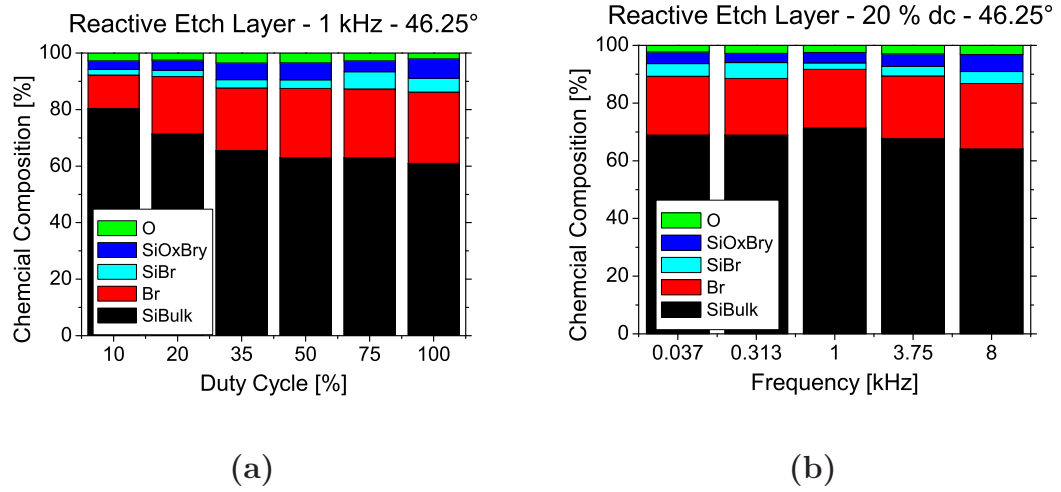 Reactive Etch Layer - 1 kHz - 46.25°
Chemcial Composition [%]
100
80
60
40
20
0
O
SiOxBry
SiBr
Br
SiBulk
10 20 35 50 75 100
Duty Cycle [%]
(a)
Reactive Etch Layer - 20 % dc - 46.25°
Chemcial Composition [%]
100
80
60
40
20
0
O
SiOxBry
SiBr
Br
SiBulk
0.037 0.313 1 3.75 8
Frequency [kHz]
(b)